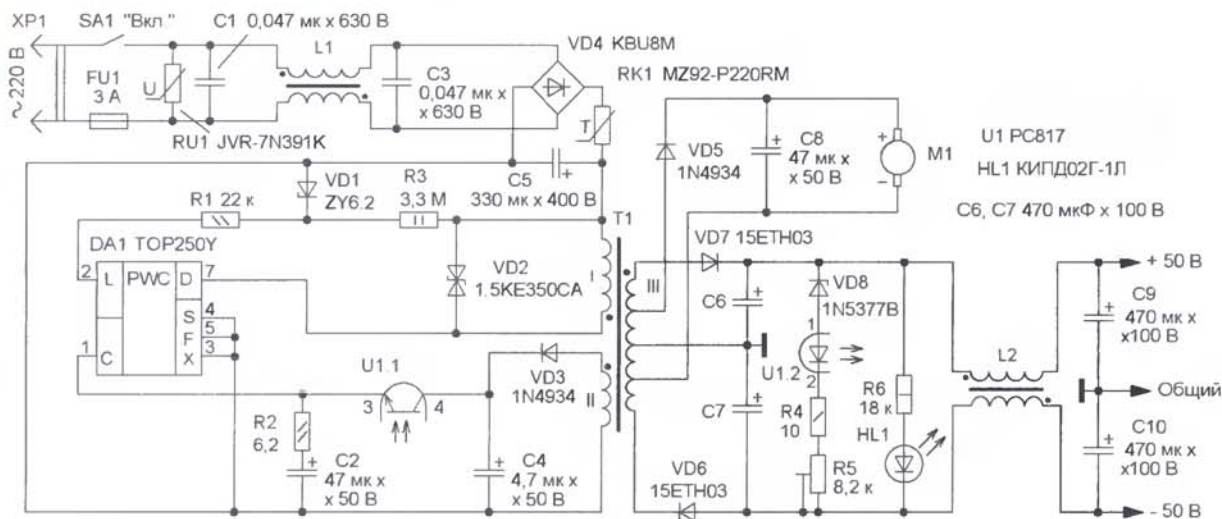 XP1
SA1 "Вкл."
C1 0,047 мк x 630 В
~220 В
FU1
3 А
U
RU1 JVR-7N391K
L1
C3
0,047 мк x
x 630 В
VD4 KBU8M
RK1 MZ92-P220RM
T
VD5
1N4934
+
C8
47 мк x
x 50 В
+
M1
−
U1 PC817
HL1 КИПД02Г-1Л
C6, C7 470 мкФ x 100 В
VD1
ZY6.2
R1 22 к
R3
3,3 М
+
C5
330 мк x 400 В
T1
DA1 TOP250Y
2
L
PWC
D
7
S
4
F
5
X
3
1
C
VD2
1.5KE350CA
I
III
II
VD7 15ETH03
+
C6
+
C7
VD8
1N5377B
1
U1.2
2
R4
10
R5
8,2 к
R6
18 к
HL1
L2
+ 50 В
+
C9
470 мк x
x100 В
Общий
+
C10
470 мк x
x100 В
- 50 В
U1.1
3
4
VD3
1N4934
R2
6,2
+
C2
47 мк x
x 50 В
+
C4
4,7 мк x
x 50 В
VD6
15ETH03